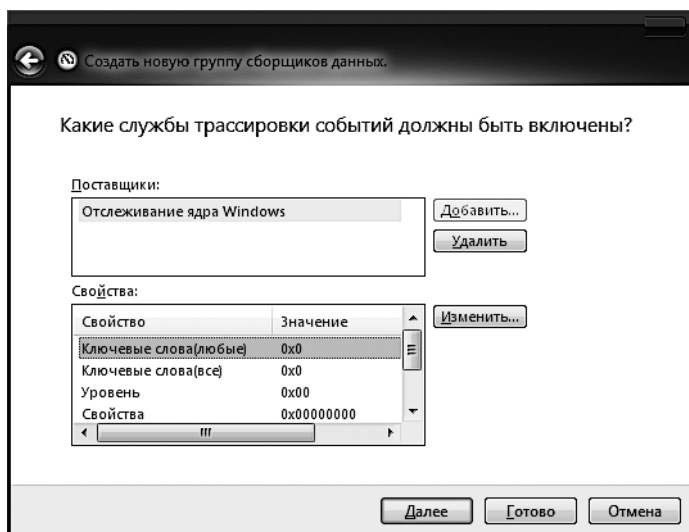 Создать новую группу сборщиков данных.
Какие службы трассировки событий должны быть включены?
Поставщики:
Отслеживание ядра Windows
Добавить...
Удалить
Свойства:
Свойство Значение
Изменить...
Ключевые слова(любые) 0x0
Ключевые слова(все) 0x0
Уровень 0x00
Свойства 0x00000000
Далее Готово Отмена